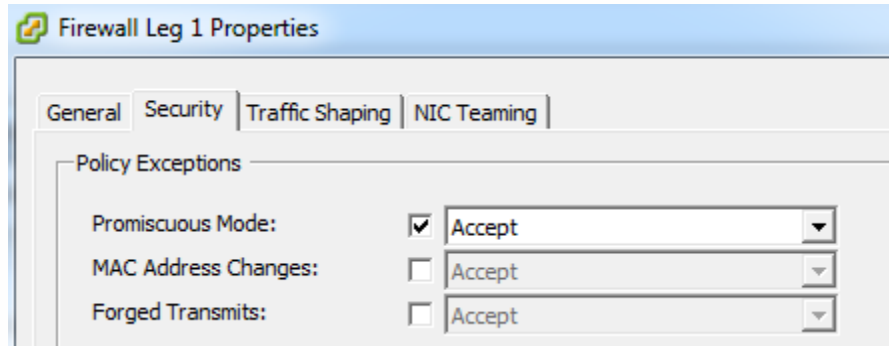 Firewall Leg 1 Properties
General Security Traffic Shaping NIC Teaming
Policy Exceptions
Promiscuous Mode: Accept
MAC Address Changes: Accept
Forged Transmits: Accept